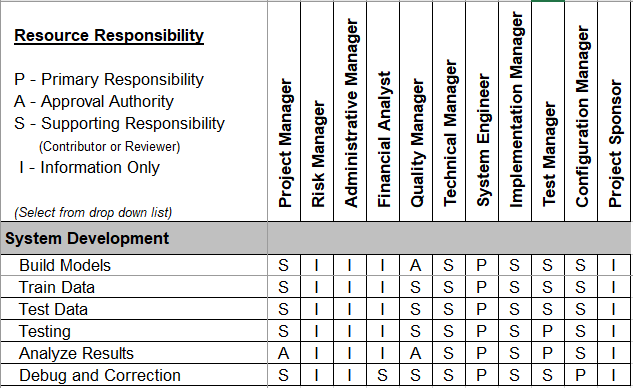 Resource Responsibility
P - Primary Responsibility
A - Approval Authority
S - Supporting Responsibility
(Contributor or Reviewer)
I - Information Only
(Select from drop down list)
Project Manager
Risk Manager
Administrative Manager
Financial Analyst
Quality Manager
Technical Manager
System Engineer
Implementation Manager
Test Manager
Configuration Manager
Project Sponsor
System Development
Build Models S I I I A S P S S S I
Train Data S I I I S S P S S S I
Test Data S I I I S S P S S S I
Testing S I I I S S P S P S I
Analyze Results A I I I A S P S P S I
Debug and Correction S I I S S S P S S P I